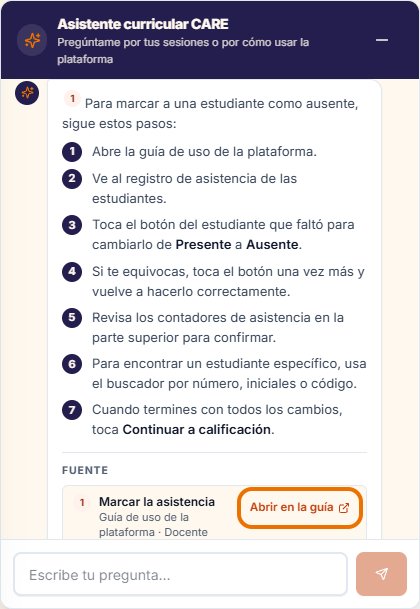 Asistente curricular CARE
Pregúntame por tus sesiones o por cómo usar la
plataforma
1 Para marcar a una estudiante como ausente,
sigue estos pasos:
1 Abre la guía de uso de la plataforma.
2 Ve al registro de asistencia de las
estudiantes.
3 Toca el botón del estudiante que faltó para
cambiarlo de Presente a Ausente.
4 Si te equivocas, toca el botón una vez más y
vuelve a hacerlo correctamente.
5 Revisa los contadores de asistencia en la
parte superior para confirmar.
6 Para encontrar un estudiante específico, usa
el buscador por número, iniciales o código.
7 Cuando termines con todos los cambios,
toca Continuar a calificación.
FUENTE
1 Marcar la asistencia
Guía de uso de la
plataforma · Docente
Abrir en la guía
Escribe tu pregunta...